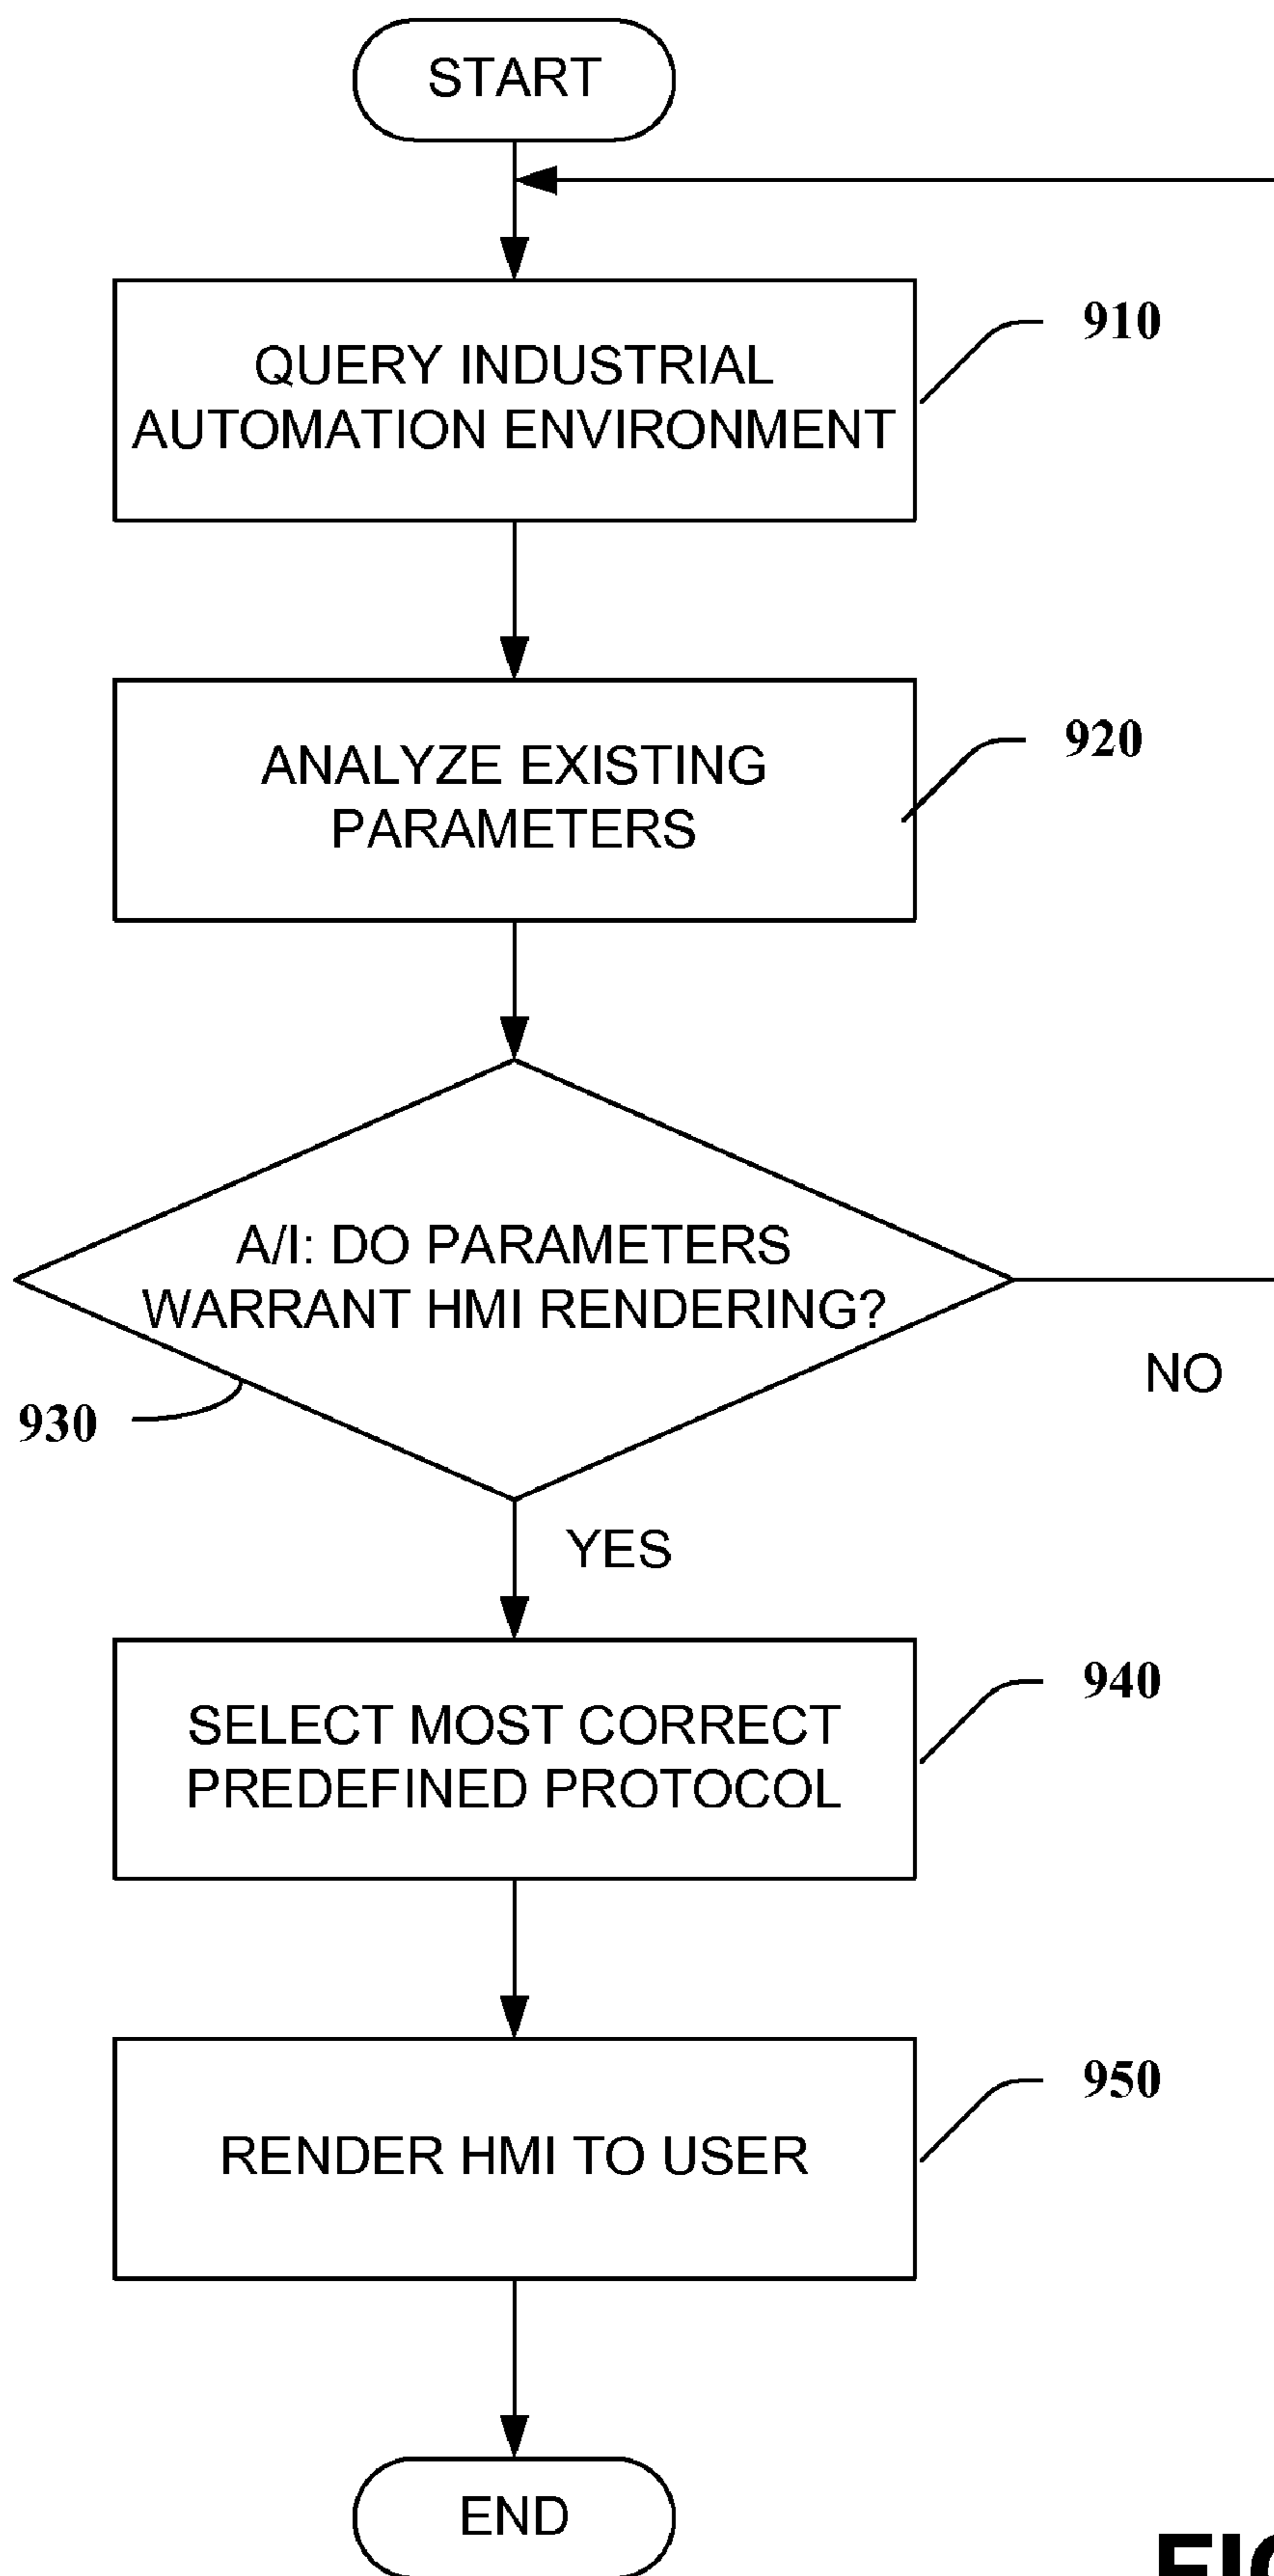 START
QUERY INDUSTRIAL
AUTOMATION ENVIRONMENT
910
ANALYZE EXISTING
PARAMETERS
920
A/I: DO PARAMETERS
WARRANT HMI RENDERING?
NO
930
YES
SELECT MOST CORRECT
PREDEFINED PROTOCOL
940
RENDER HMI TO USER
950
END